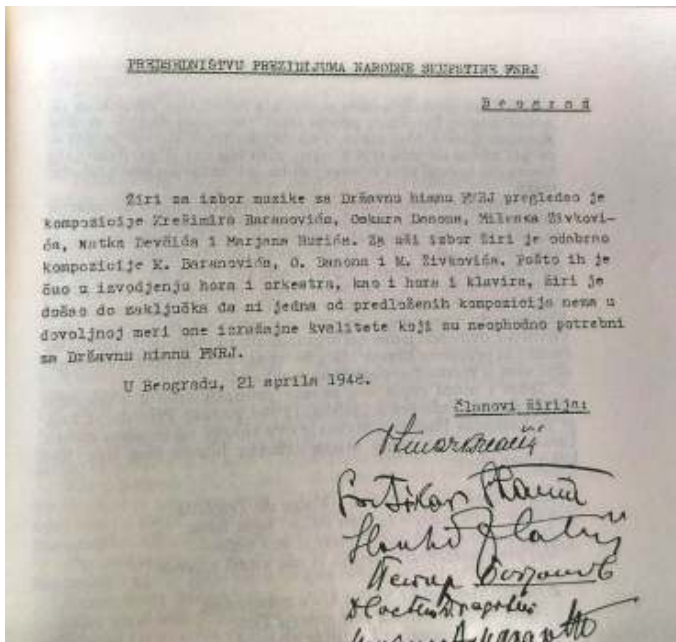 PREDSEDNIŠTVU PREZIDIJUMA NARODNE SKUPŠTINE FNRJ
Beograd
Žiri za izbor muzike za Državnu himnu FNRJ pregledao je
kompozicije Krešimira Baranovića, Oskara Danona, Milenka Živkovi-
ća, Natka Devčića i Marjana Burića. Za uži izbor žiri je odabrao
kompozicije K. Baranovića, O. Danona i M. Živkovića. Pošto ih je
čuo u izvodjenju hora i orkestra, kao i hora i klavira, žiri je
došao do zaključka da ni jedna od predloženih kompozicija nema u
dovoljnoj meri one izražajne kvalitete koji su neophodno potrebni
za Državnu himnu FNRJ.
U Beogradu, 21 aprila 1948.
Članovi žirija: